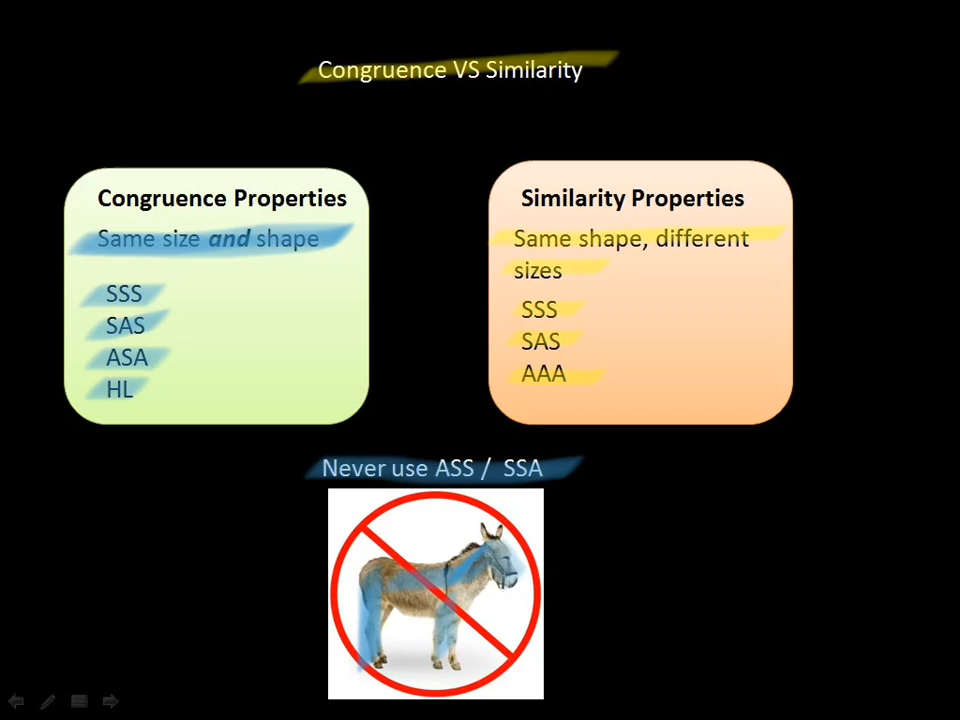 Congruence VS Similarity
Congruence Properties
Same size and shape
SSS
SAS
ASA
HL
Similarity Properties
Same shape, different
sizes
SSS
SAS
AAA
Never use ASS / SSA